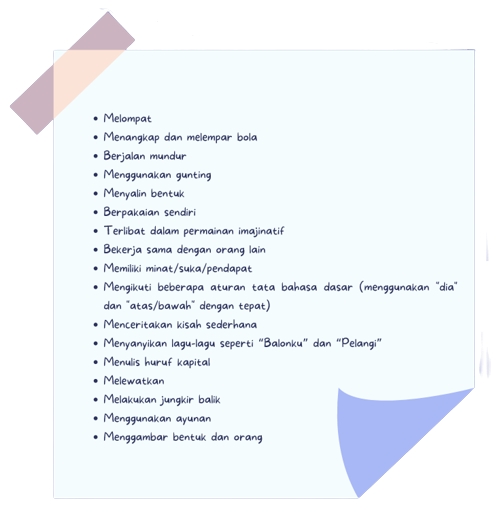 • Melompat
• Menangkap dan melempar bola
• Berjalan mundur
• Menggunakan gunting
• Menyalin bentuk
• Berpakaian sendiri
• Terlibat dalam permainan imajinatif
• Bekerja sama dengan orang lain
• Memiliki minat/suka/pendapat
• Mengikuti beberapa aturan tata bahasa dasar (menggunakan "dia"
dan "atas/bawah" dengan tepat)
• Menceritakan kisah sederhana
• Menyanyikan lagu-lagu seperti “Balonku” dan “Pelangi”
• Menulis huruf kapital
• Melewatkan
• Melakukan jungkir balik
• Menggunakan ayunan
• Menggambar bentuk dan orang